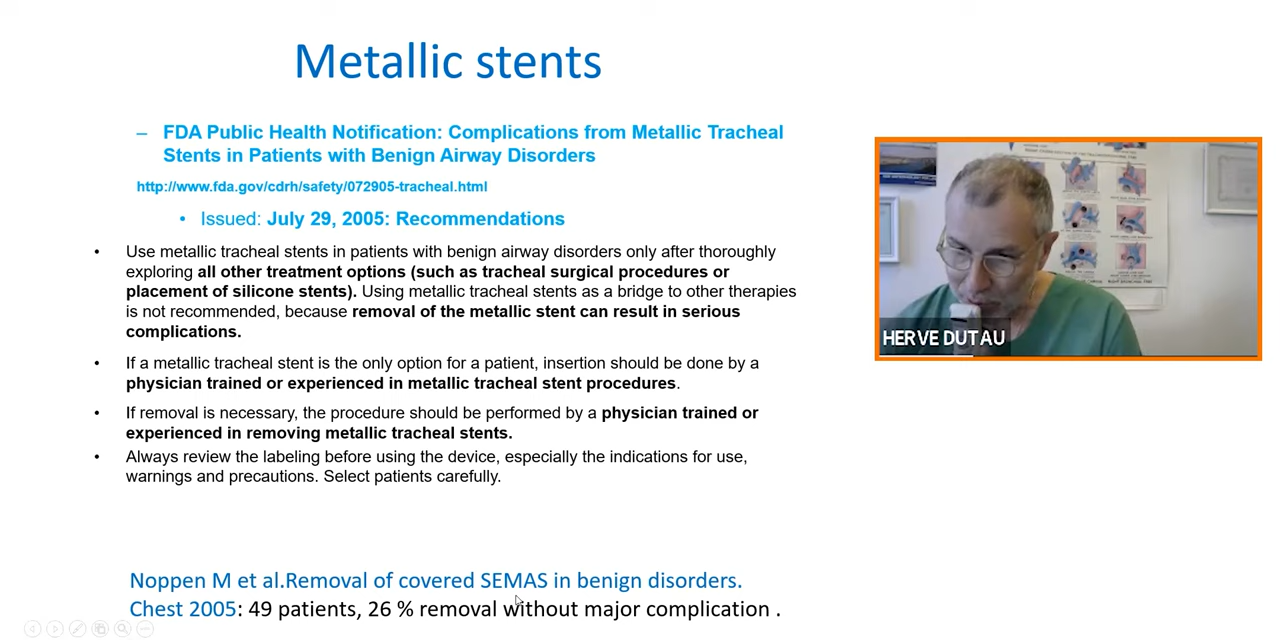 Metallic stents
– FDA Public Health Notification: Complications from Metallic Tracheal
Stents in Patients with Benign Airway Disorders
http://www.fda.gov/cdrh/safety/072905-tracheal.html
• Issued: July 29, 2005: Recommendations
• Use metallic tracheal stents in patients with benign airway disorders only after thoroughly
exploring all other treatment options (such as tracheal surgical procedures or
placement of silicone stents). Using metallic tracheal stents as a bridge to other therapies
is not recommended, because removal of the metallic stent can result in serious
complications.
• If a metallic tracheal stent is the only option for a patient, insertion should be done by a
physician trained or experienced in metallic tracheal stent procedures.
• If removal is necessary, the procedure should be performed by a physician trained or
experienced in removing metallic tracheal stents.
• Always review the labeling before using the device, especially the indications for use,
warnings and precautions. Select patients carefully.
Noppen M et al.Removal of covered SEMAS in benign disorders.
Chest 2005: 49 patients, 26 % removal without major complication .
HERVE DUTAU